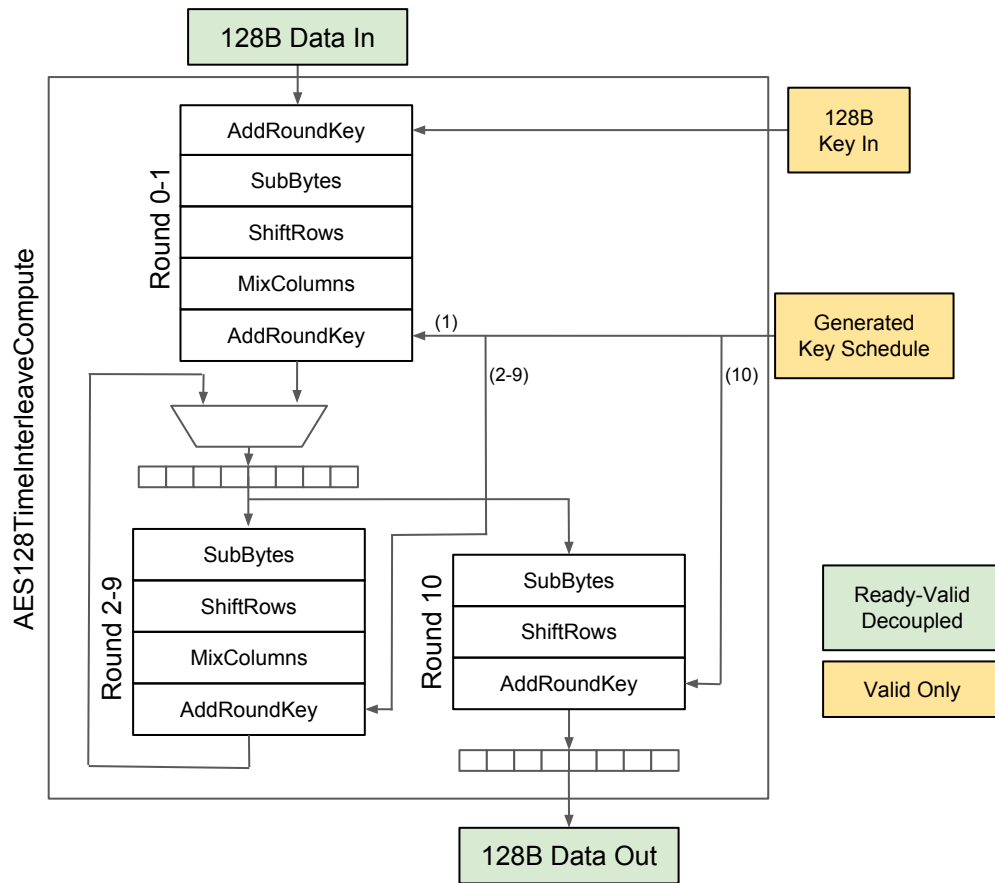 128B Data In
AES128TimeInterleaveCompute
Round 0-1
AddRoundKey
SubBytes
ShiftRows
MixColumns
AddRoundKey
128B
Key In
Generated
Key Schedule
(1)
(2-9)
(10)
Round 2-9
SubBytes
ShiftRows
MixColumns
AddRoundKey
Round 10
SubBytes
ShiftRows
AddRoundKey
Ready-Valid
Decoupled
Valid Only
128B Data Out